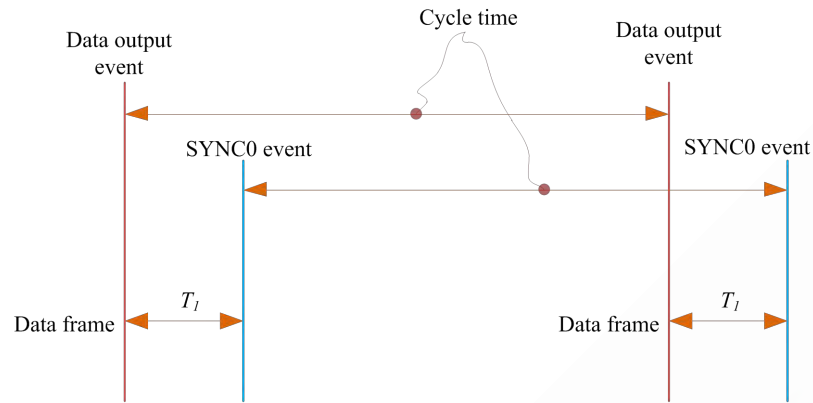 Cycle time
Data output
event
Data output
event
SYNC0 event
SYNC0 event
T1
T1
Data frame
Data frame